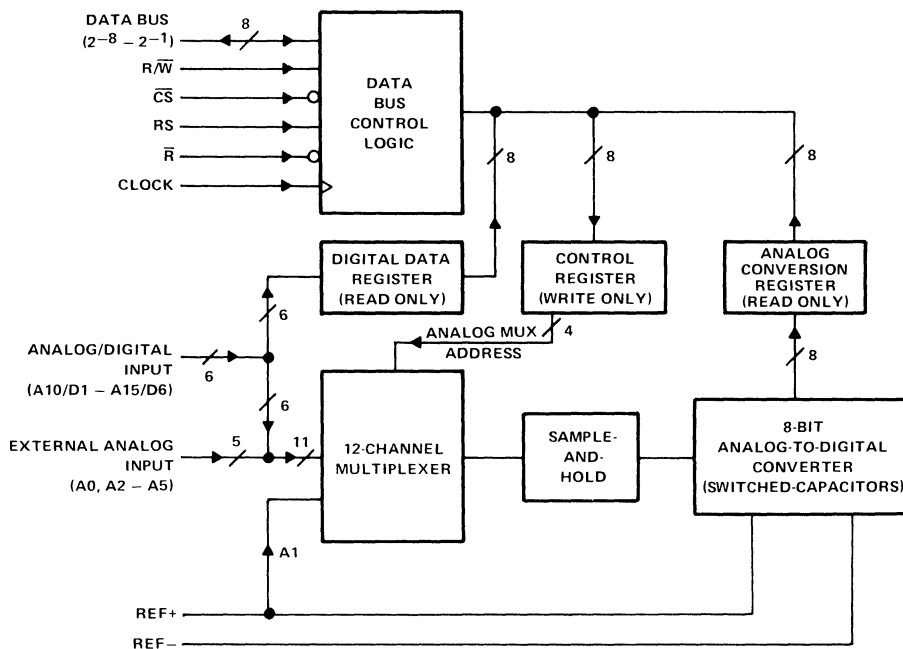 DATA BUS
(2⁻⁸ – 2⁻¹)
8
R/W̅
C̅S̅
RS
R̅
CLOCK
DATA
BUS
CONTROL
LOGIC
8
8
8
DIGITAL DATA
REGISTER
(READ ONLY)
CONTROL
REGISTER
(WRITE ONLY)
ANALOG
CONVERSION
REGISTER
(READ ONLY)
6
ANALOG MUX
ADDRESS
4
8
ANALOG/DIGITAL
INPUT
(A10/D1 – A15/D6)
6
6
EXTERNAL ANALOG
INPUT
(A0, A2 – A5)
5
11
12-CHANNEL
MULTIPLEXER
SAMPLE-
AND-
HOLD
8-BIT
ANALOG-TO-DIGITAL
CONVERTER
(SWITCHED-CAPACITORS)
A1
REF+
REF–